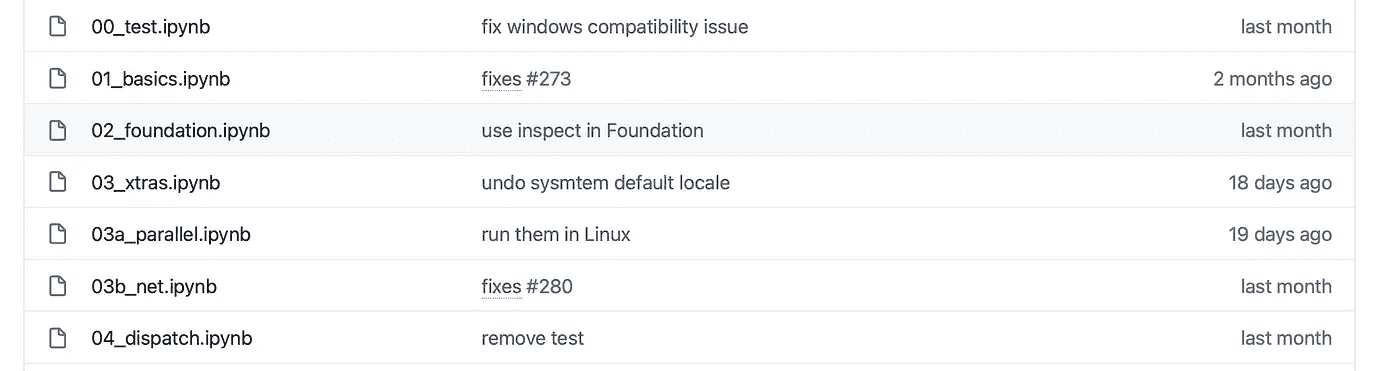 00_test.ipynb fix windows compatibility issue last month
01_basics.ipynb fixes #273 2 months ago
02_foundation.ipynb use inspect in Foundation last month
03_xtras.ipynb undo sysmtem default locale 18 days ago
03a_parallel.ipynb run them in Linux 19 days ago
03b_net.ipynb fixes #280 last month
04_dispatch.ipynb remove test last month